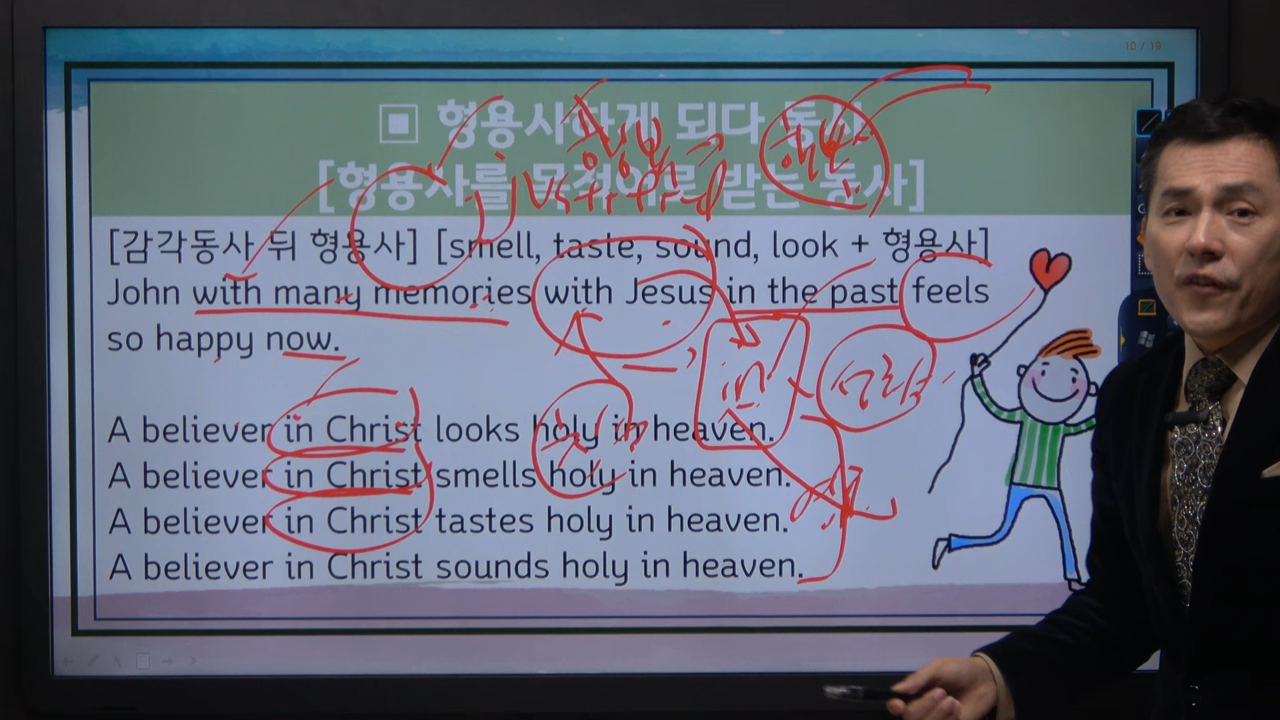 10 / 19
▣ 형용사하게 되다 동사
[형용사를 목적어로 받는 동사]
[감각동사 뒤 형용사] [smell, taste, sound, look + 형용사]
John with many memories with Jesus in the past feels
so happy now.
A believer in Christ looks holy in heaven.
A believer in Christ smells holy in heaven.
A believer in Christ tastes holy in heaven.
A believer in Christ sounds holy in heaven.
in